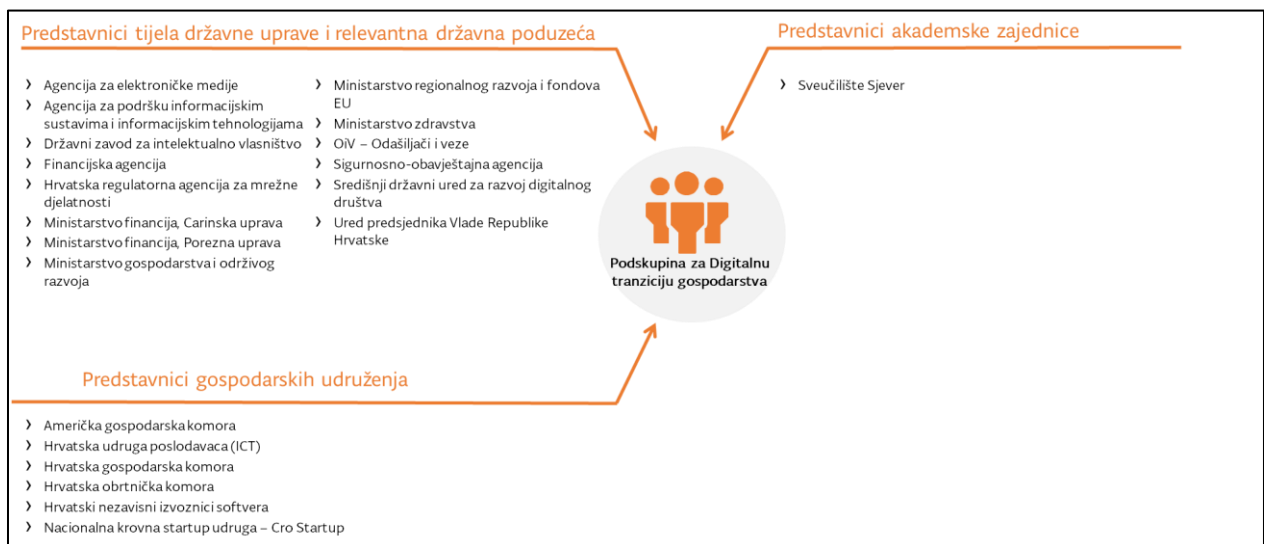 Predstavnici tijela državne uprave i relevantna državna poduzeća
Agencija za elektroničke medije
Agencija za podršku informacijskim
sustavima i informacijskim tehnologijama
Državni zavod za intelektualno vlasništvo
Financijska agencija
Hrvatska regulatorna agencija za mrežne
djelatnosti
Ministarstvo financija, Carinska uprava
Ministarstvo financija, Porezna uprava
Ministarstvo gospodarstva i održivog
razvoja
Ministarstvo regionalnog razvoja i fondova
EU
Ministarstvo zdravstva
OiV – Odašiljači i veze
Sigurnosno-obavještajna agencija
Središnji državni ured za razvoj digitalnog
društva
Ured predsjednika Vlade Republike
Hrvatske
Predstavnici akademske zajednice
Sveučilište Sjever
Podskupina za Digitalnu
tranziciju gospodarstva
Predstavnici gospodarskih udruženja
Američka gospodarska komora
Hrvatska udruga poslodavaca (ICT)
Hrvatska gospodarska komora
Hrvatska obrtnička komora
Hrvatski nezavisni izvoznici softvera
Nacionalna krovna startup udruga – Cro Startup